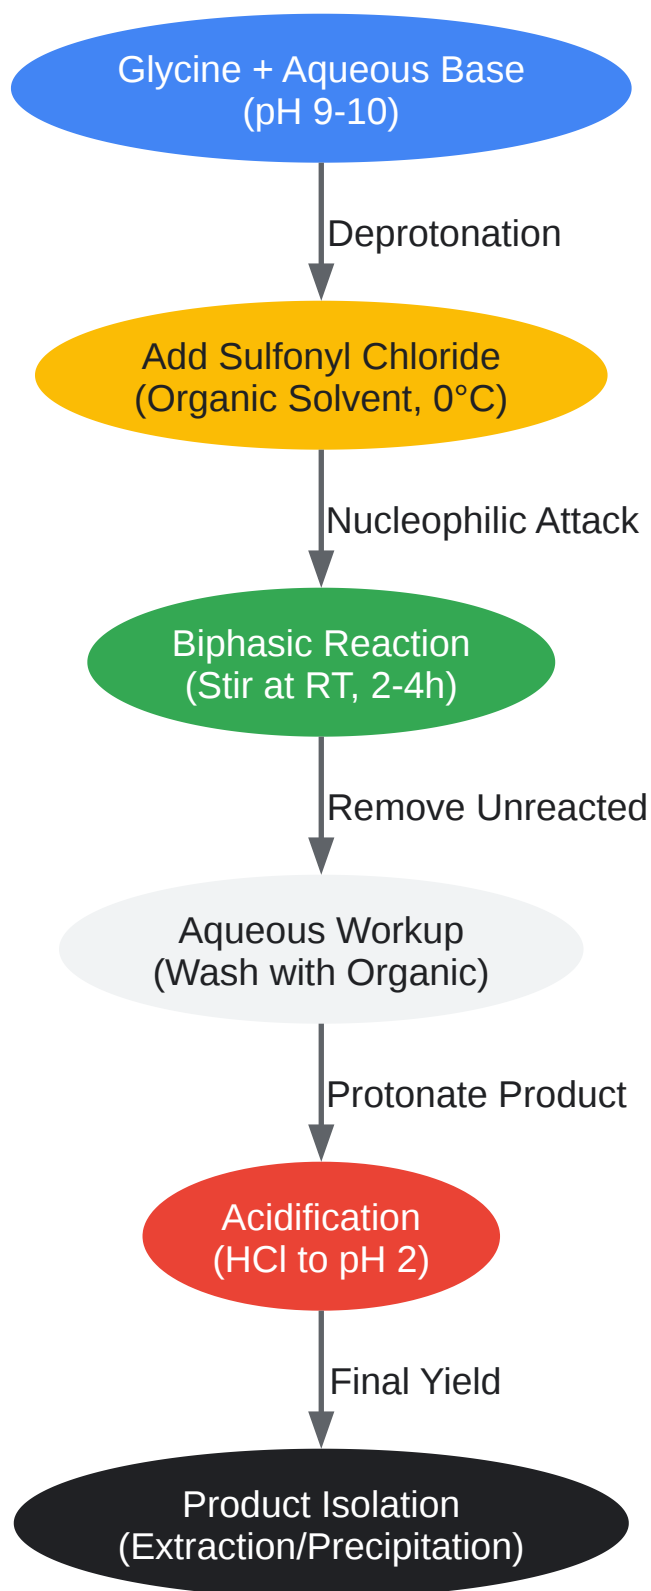 Glycine + Aqueous Base
(pH 9-10)
Deprotonation
Add Sulfonyl Chloride
(Organic Solvent, 0°C)
Nucleophilic Attack
Biphasic Reaction
(Stir at RT, 2-4h)
Remove Unreacted
Aqueous Workup
(Wash with Organic)
Protonate Product
Acidification
(HCl to pH 2)
Final Yield
Product Isolation
(Extraction/Precipitation)